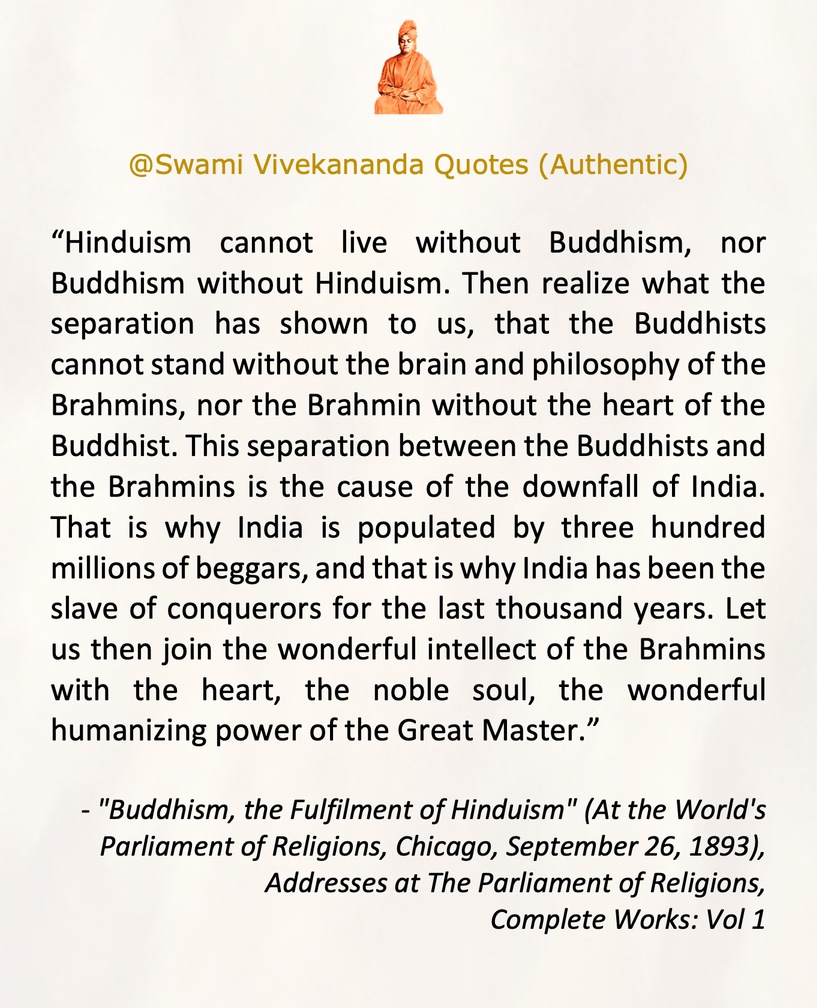 @Swami Vivekananda Quotes (Authentic)
“Hinduism cannot live without Buddhism, nor
Buddhism without Hinduism. Then realize what the
separation has shown to us, that the Buddhists
cannot stand without the brain and philosophy of the
Brahmins, nor the Brahmin without the heart of the
Buddhist. This separation between the Buddhists and
the Brahmins is the cause of the downfall of India.
That is why India is populated by three hundred
millions of beggars, and that is why India has been the
slave of conquerors for the last thousand years. Let
us then join the wonderful intellect of the Brahmins
with the heart, the noble soul, the wonderful
humanizing power of the Great Master.”
- "Buddhism, the Fulfilment of Hinduism" (At the World's
Parliament of Religions, Chicago, September 26, 1893),
Addresses at The Parliament of Religions,
Complete Works: Vol 1